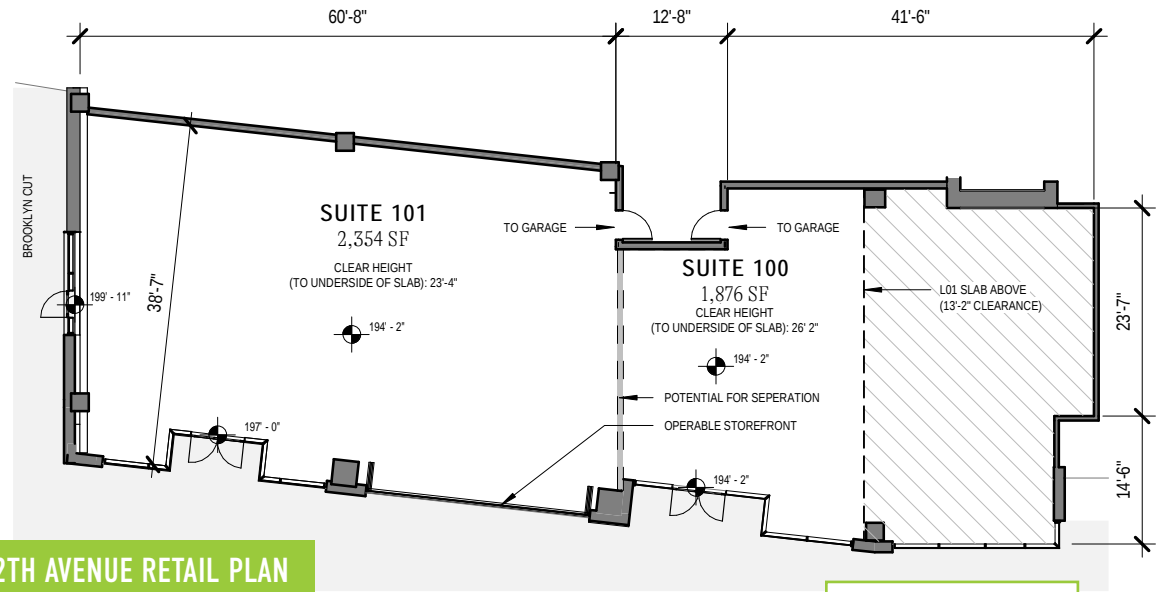 60'-8"
12'-8"
41'-6"
BROOKLYN CUT
SUITE 101
2,354 SF
CLEAR HEIGHT
(TO UNDERSIDE OF SLAB): 23'-4"
38'-7"
199' - 11"
194' - 2"
197' - 0"
TO GARAGE
TO GARAGE
SUITE 100
1,876 SF
CLEAR HEIGHT
(TO UNDERSIDE OF SLAB): 26' 2"
194' - 2"
L01 SLAB ABOVE
(13'-2" CLEARANCE)
23'-7"
POTENTIAL FOR SEPERATION
OPERABLE STOREFRONT
194' - 2"
14'-6"
2TH AVENUE RETAIL PLAN